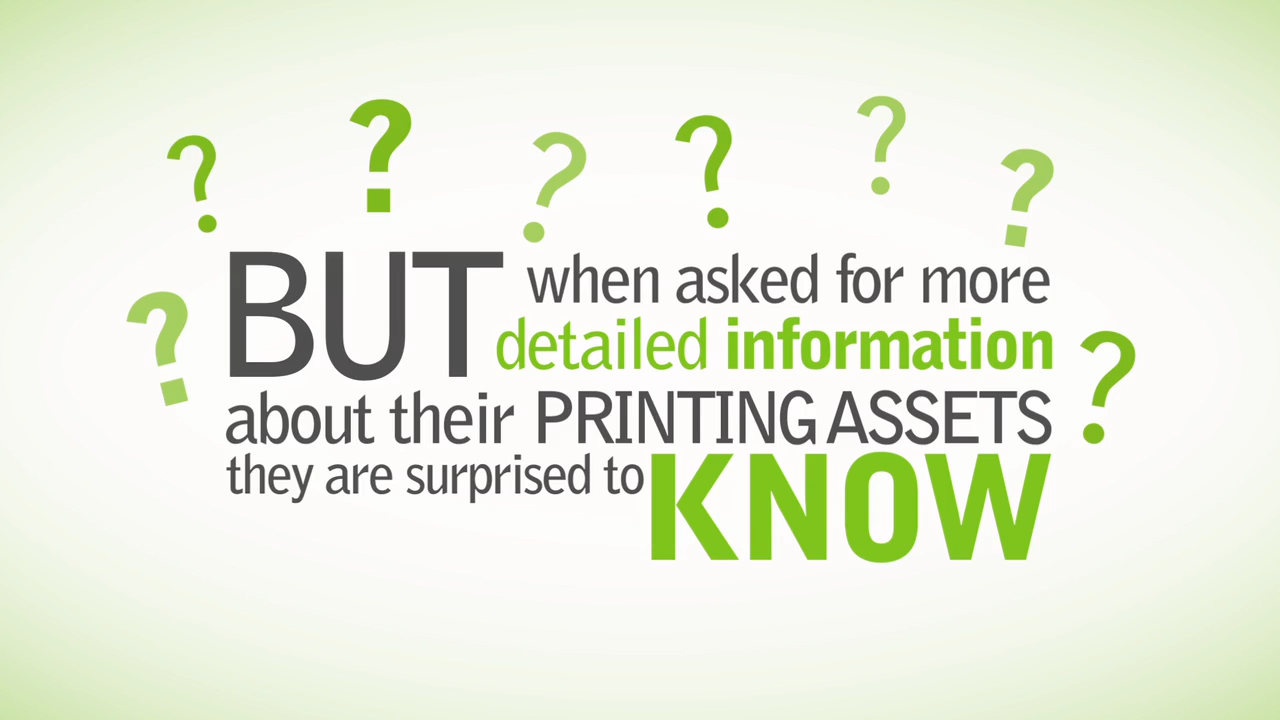 ? ? ? ? ? ?
BUT when asked for more
? detailed information ?
about their PRINTING ASSETS
they are surprised to KNOW